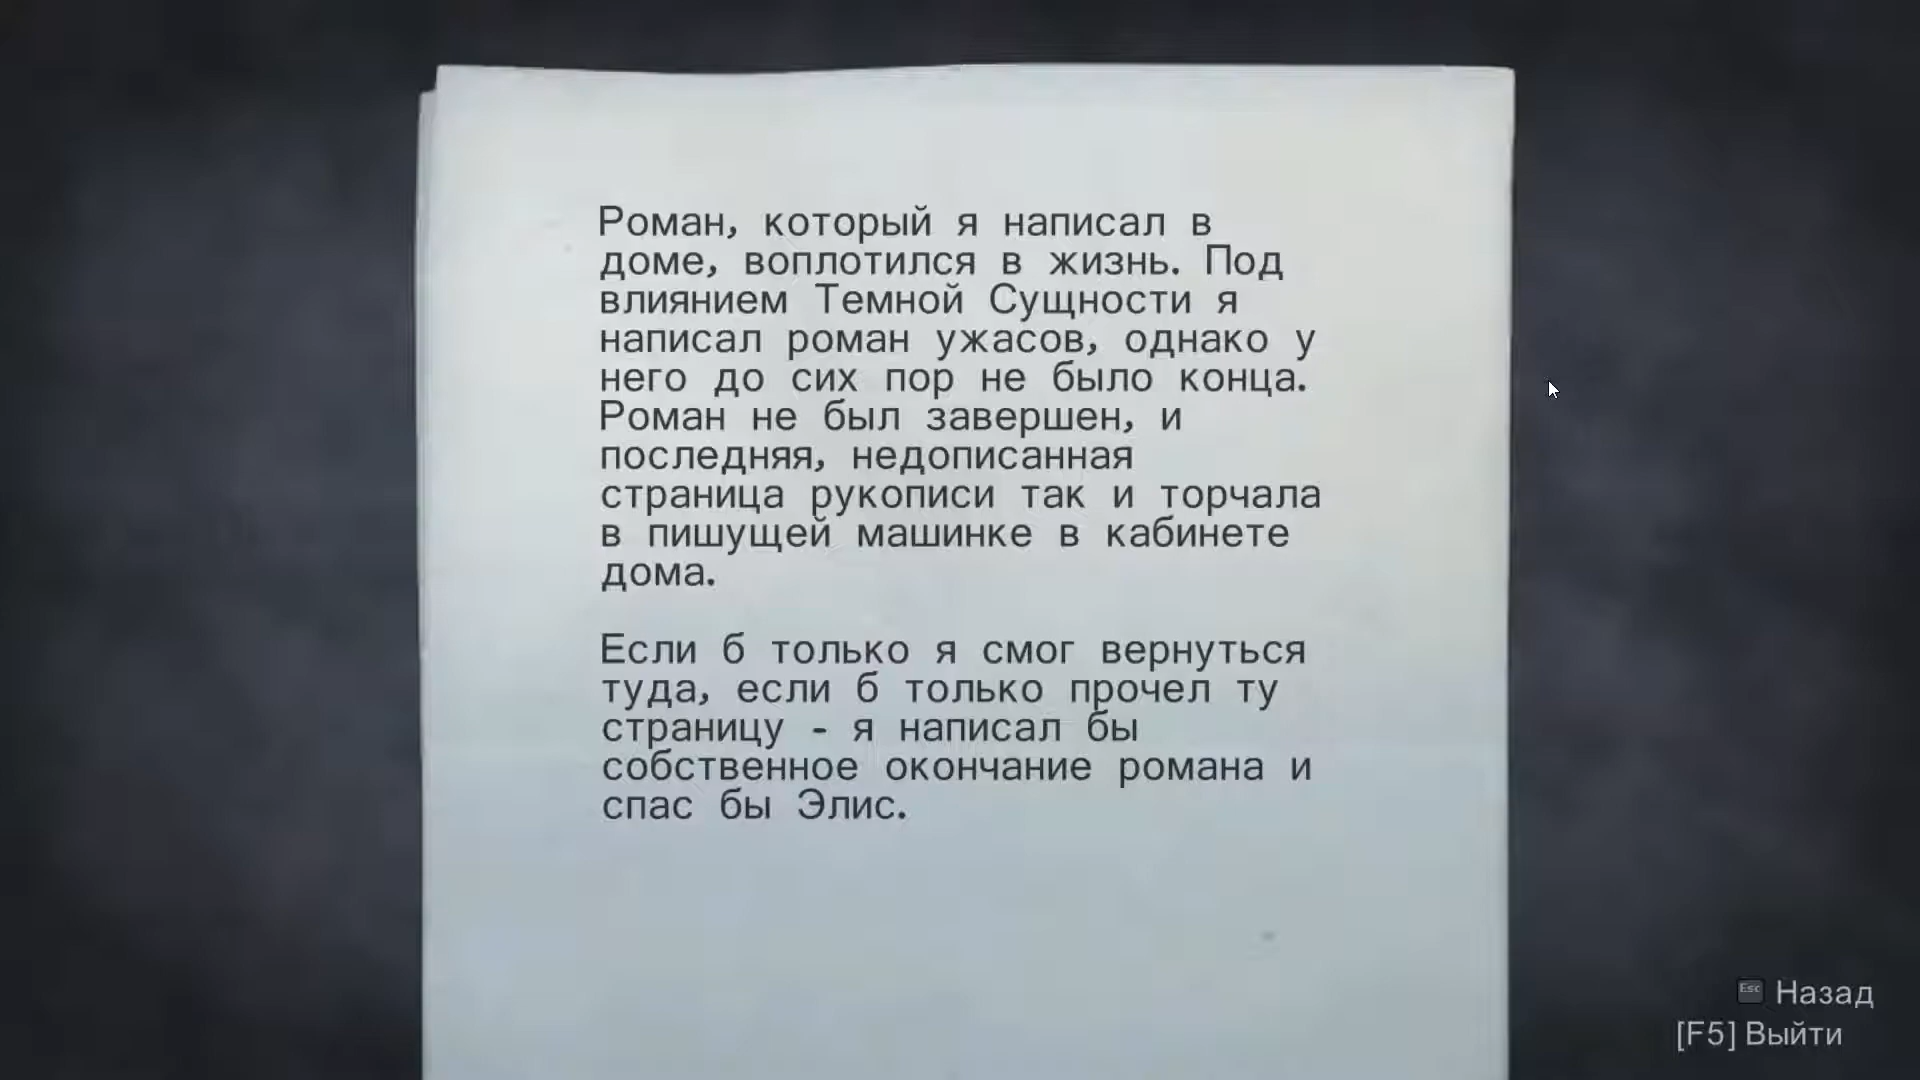 Роман, который я написал в
доме, воплотился в жизнь. Под
влиянием Темной Сущности я
написал роман ужасов, однако у
него до сих пор не было конца.
Роман не был завершен, и
последняя, недописанная
страница рукописи так и торчала
в пишущей машинке в кабинете
дома.
Если б только я смог вернуться
туда, если б только прочел ту
страницу - я написал бы
собственное окончание романа и
спас бы Элис.
Esc Назад
[F5] Выйти